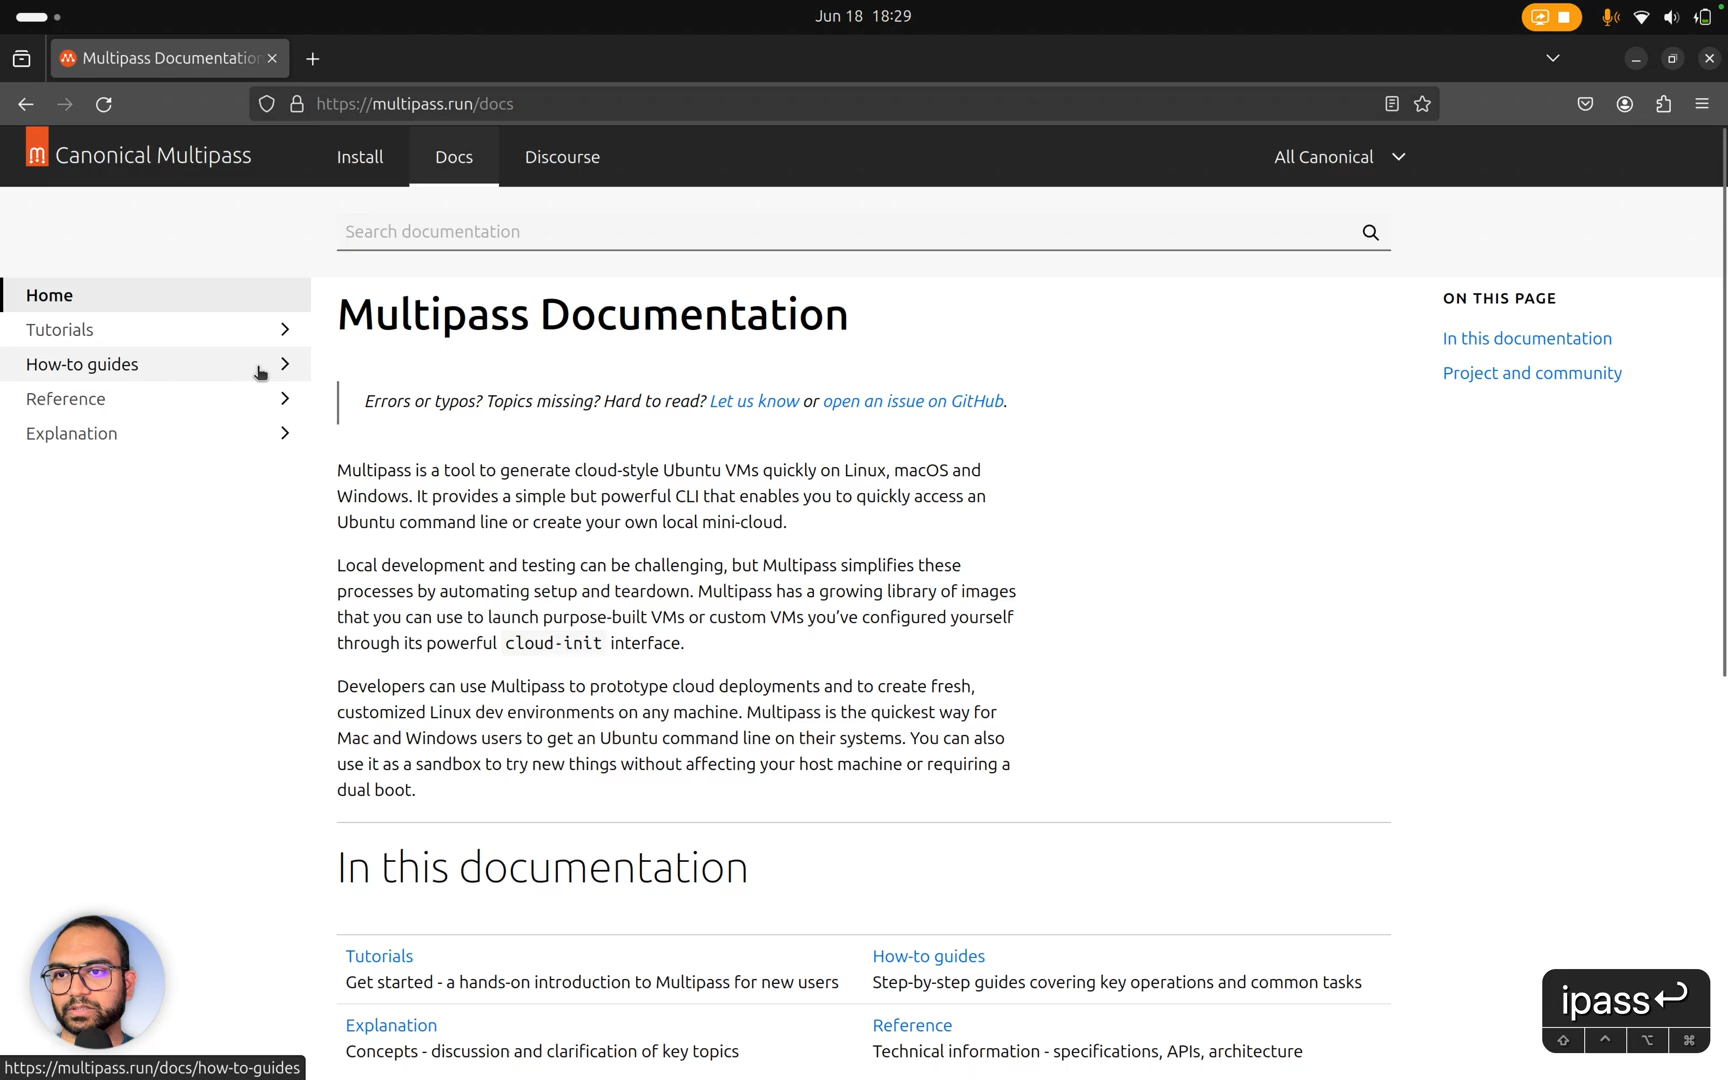 Jun 18 18:29
Multipass Documentation
https://multipass.run/docs
Canonical Multipass
Install
Docs
Discourse
All Canonical
Search documentation
Home
Tutorials
How-to guides
Reference
Explanation
Multipass Documentation
Errors or typos? Topics missing? Hard to read? Let us know or open an issue on GitHub.
Multipass is a tool to generate cloud-style Ubuntu VMs quickly on Linux, macOS and
Windows. It provides a simple but powerful CLI that enables you to quickly access an
Ubuntu command line or create your own local mini-cloud.
Local development and testing can be challenging, but Multipass simplifies these
processes by automating setup and teardown. Multipass has a growing library of images
that you can use to launch purpose-built VMs or custom VMs you’ve configured yourself
through its powerful cloud-init interface.
Developers can use Multipass to prototype cloud deployments and to create fresh,
customized Linux dev environments on any machine. Multipass is the quickest way for
Mac and Windows users to get an Ubuntu command line on their systems. You can also
use it as a sandbox to try new things without affecting your host machine or requiring a
dual boot.
ON THIS PAGE
In this documentation
Project and community
In this documentation
Tutorials
Get started - a hands-on introduction to Multipass for new users
How-to guides
Step-by-step guides covering key operations and common tasks
Explanation
Concepts - discussion and clarification of key topics
Reference
Technical information - specifications, APIs, architecture
ipass
https://multipass.run/docs/how-to-guides